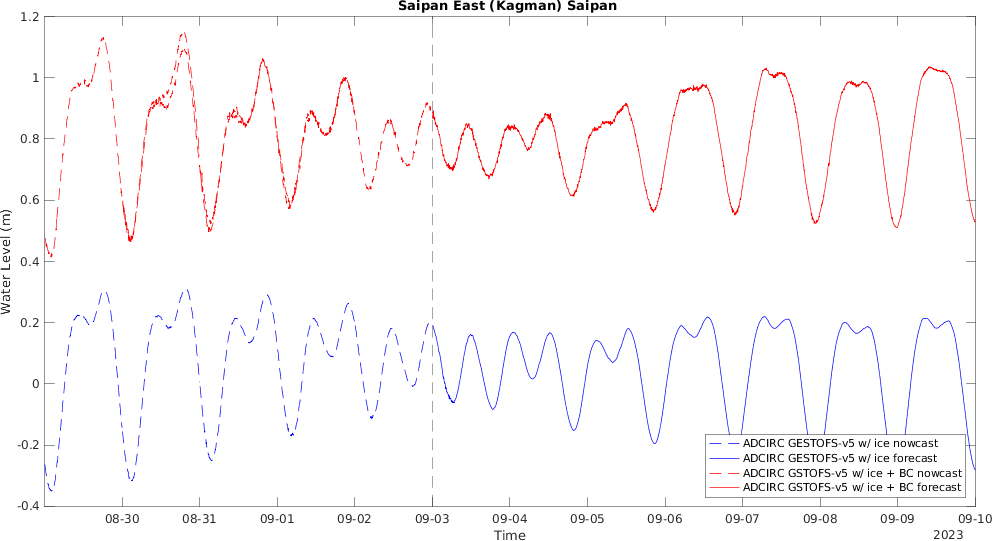 Saipan East (Kagman) Saipan
1.2
1
0.8
0.6
0.4
0.2
0
-0.2
-0.4
Water Level (m)
08-30 08-31 09-01 09-02 09-03 09-04 09-05 09-06 09-07 09-08 09-09 09-10
Time
2023
ADCIRC GESTOFS-v5 w/ ice nowcast
ADCIRC GESTOFS-v5 w/ ice forecast
ADCIRC GSTOFS-v5 w/ ice + BC nowcast
ADCIRC GSTOFS-v5 w/ ice + BC forecast